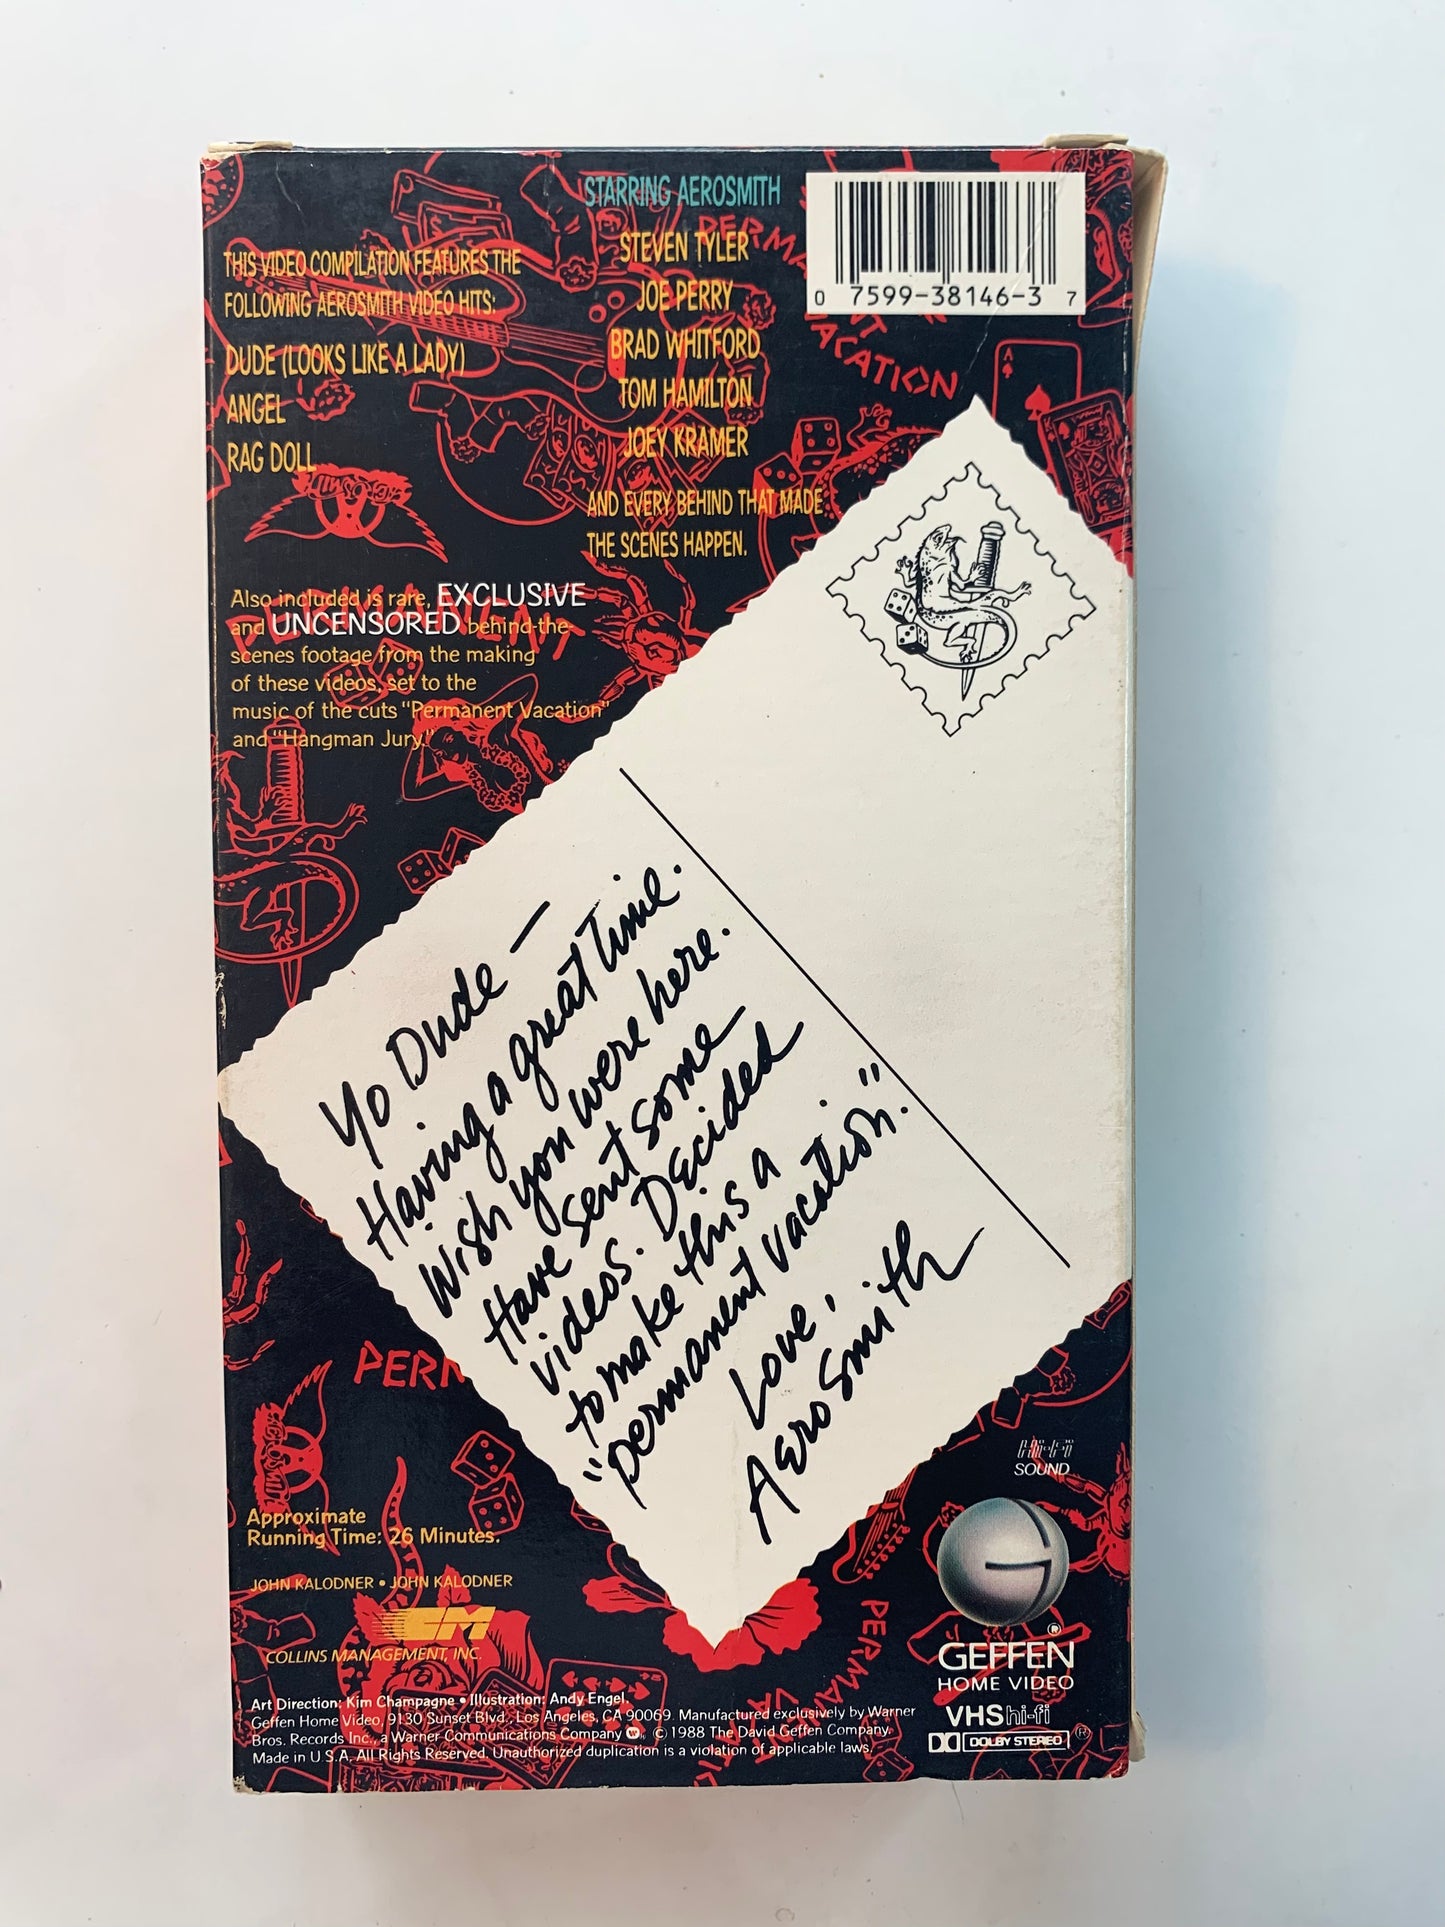 THIS VIDEO COMPILATION FEATURES THE
FOLLOWING AEROSMITH VIDEO HITS:
DUDE (LOOKS LIKE A LADY)
ANGEL
RAG DOLL
STARRING AEROSMITH
STEVEN TYLER
JOE PERRY
BRAD WHITFORD
TOM HAMILTON
JOEY KRAMER
AND EVERY BEHIND THAT MADE
THE SCENES HAPPEN.
0 7599-38146-3 7
PERMANENT
VACATION
A
Also included is rare, EXCLUSIVE
and UNCENSORED behind-the-
scenes footage from the making
of these videos, set to the
music of the cuts "Permanent Vacation"
and "Hangman Jury."
PERMANENT
Yo Dude —
Having a great time.
Wish you were here.
Have sent some
videos. Decided
to make this a
"permanent vacation."
Love,
Aerosmith
PERM
AEROSMITH
Approximate
Running Time: 26 Minutes.
JOHN KALODNER • JOHN KALODNER
CM
COLLINS MANAGEMENT, INC.
Hi-Fi
SOUND
GEFFEN®
HOME VIDEO
VHS hi-fi
DOLBY STEREO ®
PERMANENT VACATION
Art Direction: Kim Champagne • Illustration: Andy Engel.
Geffen Home Video, 9130 Sunset Blvd., Los Angeles, CA 90069. Manufactured exclusively by Warner
Bros. Records Inc., a Warner Communications Company. © 1988 The David Geffen Company.
Made in U.S.A. All Rights Reserved. Unauthorized duplication is a violation of applicable laws.